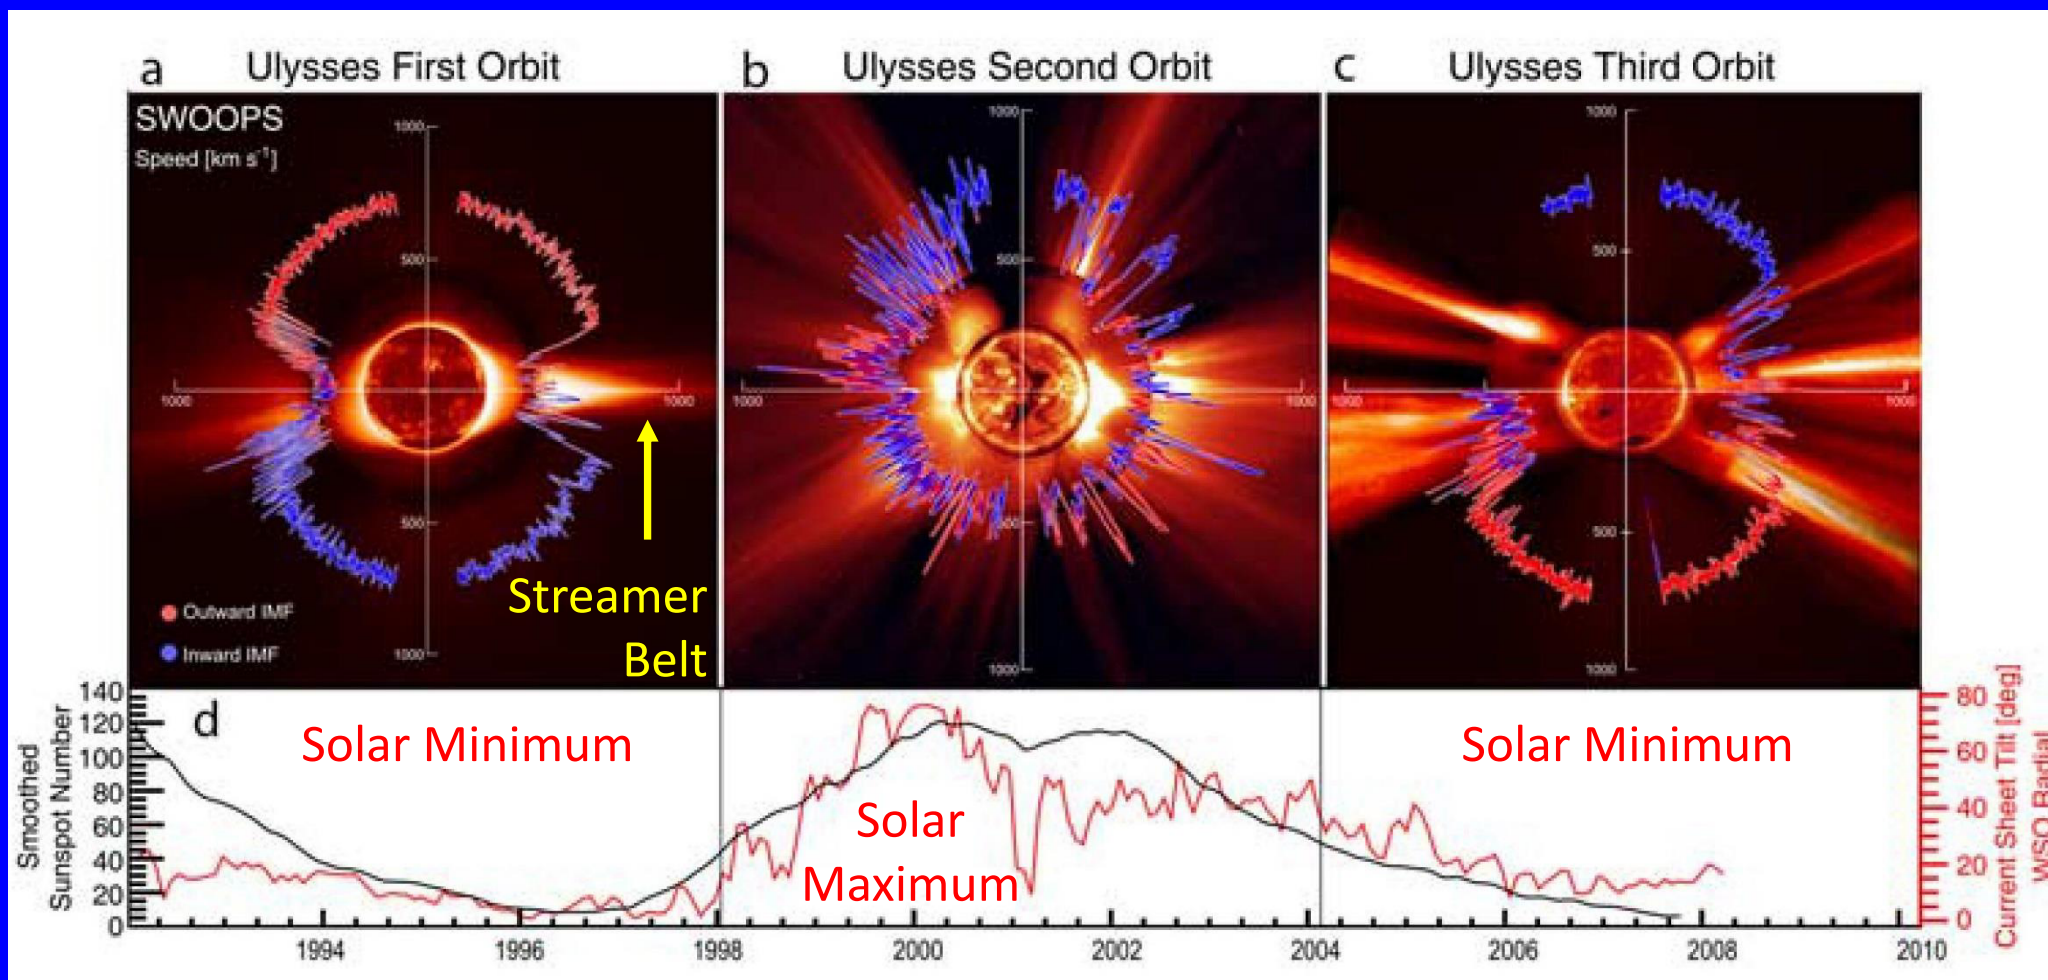 a Ulysses First Orbit
b Ulysses Second Orbit
c Ulysses Third Orbit
SWOOPS
Speed [km s-1]
1000
500
1000
1000
500
1000
Outward IMF
Inward IMF
Streamer
Belt
1000
500
1000
1000
500
1000
1000
500
1000
1000
500
1000
d
Solar Minimum
Solar
Maximum
Solar Minimum
Smoothed
Sunspot Number
140
120
100
80
60
40
20
0
80
60
40
20
0
Current Sheet Tilt [deg]
WSO Radial
1994
1996
1998
2000
2002
2004
2006
2008
2010